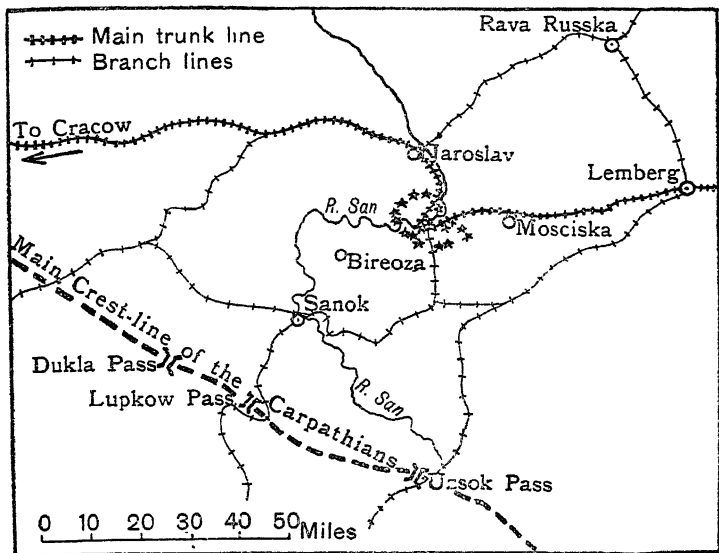 Main trunk line
Branch lines
Rava Russka
To Cracow
Jaroslav
Lemberg
R. San
Mosciska
Bireoza
Sanok
Main Crest-line of the Carpathians
Dukla Pass
Lupkow Pass
R. San
Uzsok Pass
0 10 20 30 40 50 Miles